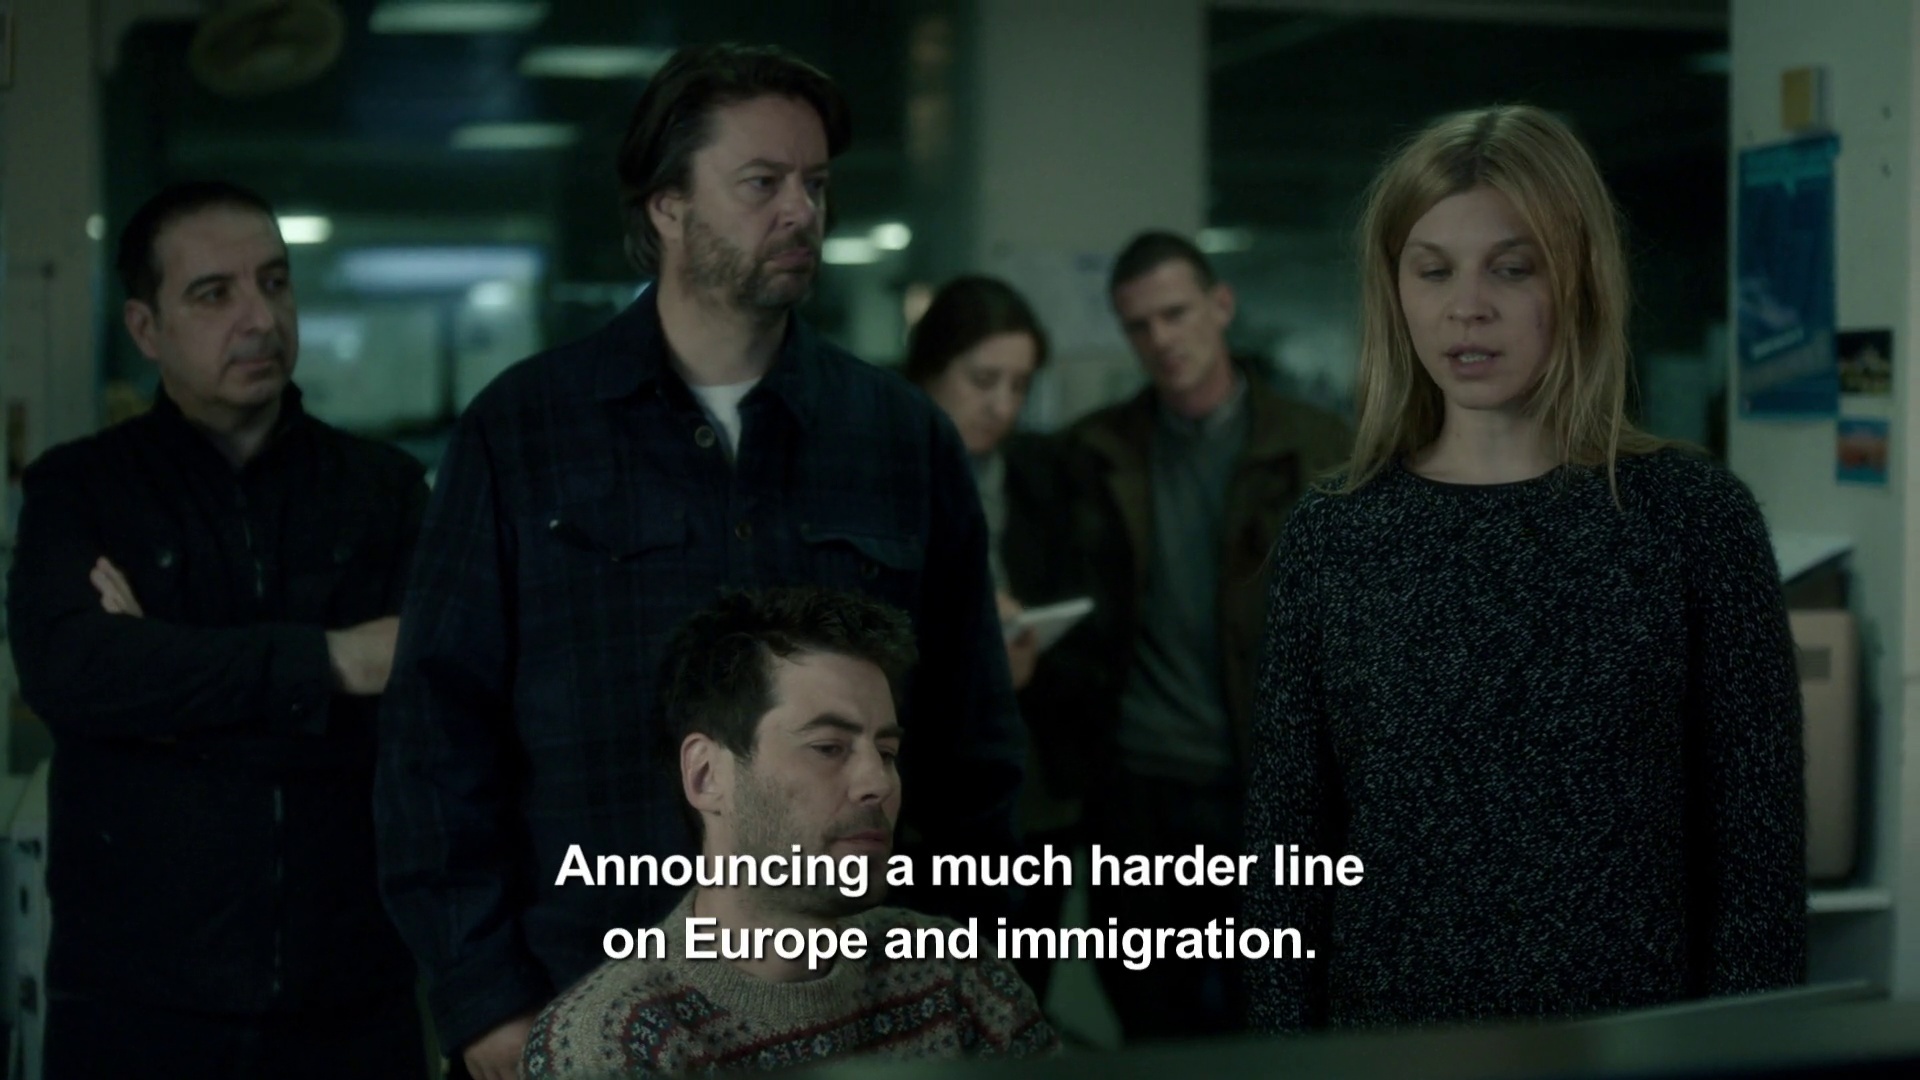 Announcing a much harder line
on Europe and immigration.